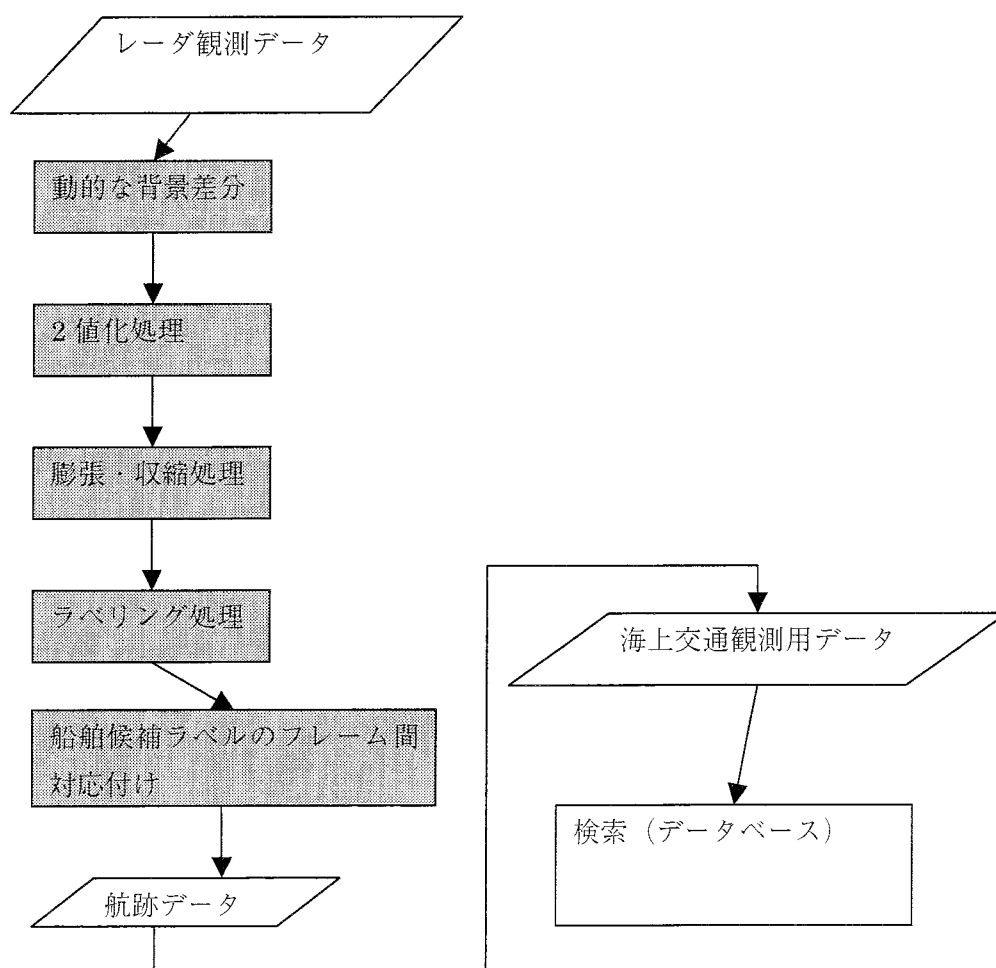 レーダ観測データ
動的な背景差分
2値化処理
膨張・収縮処理
ラベリング処理
船舶候補ラベルのフレーム間
対応付け
航跡データ
海上交通観測用データ
検索（データベース）